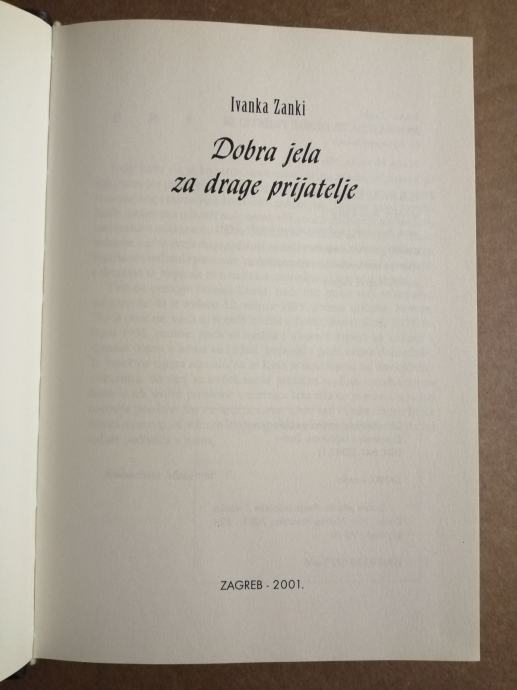 Ivanka Zanki
Dobra jela
za drage prijatelje
ZAGREB - 2001.